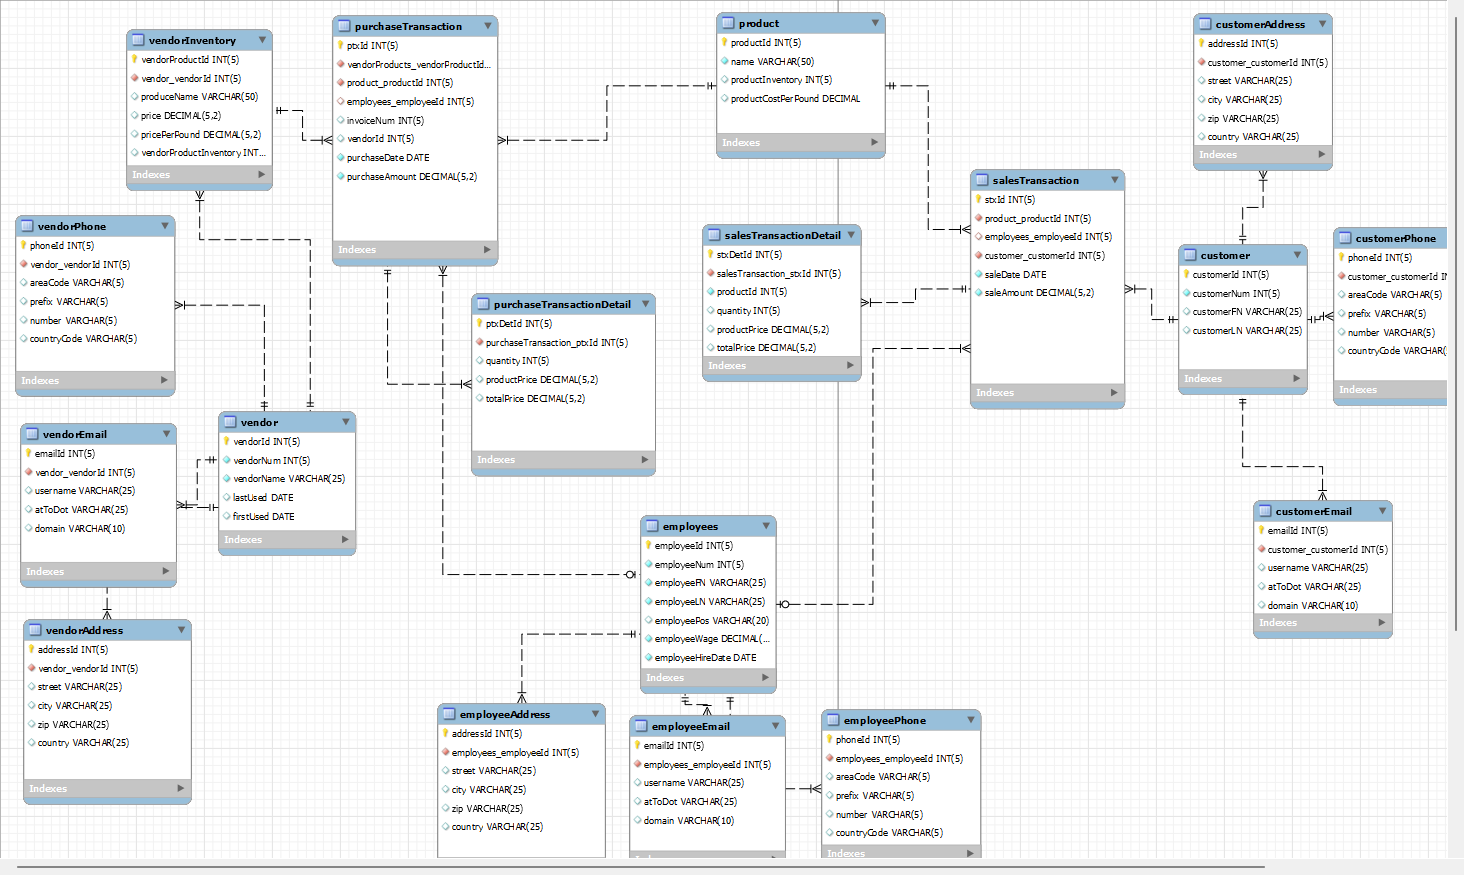 vendorInventory
vendorProductId INT(5)
vendor_vendorId INT(5)
produceName VARCHAR(50)
price DECIMAL(5,2)
pricePerPound DECIMAL(5,2)
vendorProductInventory INT...
Indexes
purchaseTransaction
ptxId INT(5)
vendorProducts_vendorProductId...
product_productId INT(5)
employees_employeeId INT(5)
invoiceNum INT(5)
vendorId INT(5)
purchaseDate DATE
purchaseAmount DECIMAL(5,2)
Indexes
product
productId INT(5)
name VARCHAR(50)
productInventory INT(5)
productCostPerPound DECIMAL
Indexes
customerAddress
addressId INT(5)
customer_customerId INT(5)
street VARCHAR(25)
city VARCHAR(25)
zip VARCHAR(25)
country VARCHAR(25)
Indexes
salesTransaction
stxId INT(5)
product_productId INT(5)
employees_employeeId INT(5)
customer_customerId INT(5)
saleDate DATE
saleAmount DECIMAL(5,2)
Indexes
vendorPhone
phoneId INT(5)
vendor_vendorId INT(5)
areaCode VARCHAR(5)
prefix VARCHAR(5)
number VARCHAR(5)
countryCode VARCHAR(5)
Indexes
salesTransactionDetail
stxDetId INT(5)
salesTransaction_stxId INT(5)
productId INT(5)
quantity INT(5)
productPrice DECIMAL(5,2)
totalPrice DECIMAL(5,2)
Indexes
customer
customerId INT(5)
customerNum INT(5)
customerFN VARCHAR(25)
customerLN VARCHAR(25)
Indexes
customerPhone
phoneId INT(5)
customer_customerId
areaCode VARCHAR(5)
prefix VARCHAR(5)
number VARCHAR(5)
countryCode VARCHAR(5
Indexes
purchaseTransactionDetail
ptxDetId INT(5)
purchaseTransaction_ptxId INT(5)
quantity INT(5)
productPrice DECIMAL(5,2)
totalPrice DECIMAL(5,2)
Indexes
vendor
vendorId INT(5)
vendorNum INT(5)
vendorName VARCHAR(25)
lastUsed DATE
firstUsed DATE
Indexes
vendorEmail
emailId INT(5)
vendor_vendorId INT(5)
username VARCHAR(25)
atToDot VARCHAR(25)
domain VARCHAR(10)
Indexes
customerEmail
emailId INT(5)
customer_customerId INT(5)
username VARCHAR(25)
atToDot VARCHAR(25)
domain VARCHAR(10)
Indexes
employees
employeeId INT(5)
employeeNum INT(5)
employeeFN VARCHAR(25)
employeeLN VARCHAR(25)
employeePos VARCHAR(20)
employeeWage DECIMAL(...
employeeHireDate DATE
Indexes
vendorAddress
addressId INT(5)
vendor_vendorId INT(5)
street VARCHAR(25)
city VARCHAR(25)
zip VARCHAR(25)
country VARCHAR(25)
Indexes
employeeAddress
addressId INT(5)
employees_employeeId INT(5)
street VARCHAR(25)
city VARCHAR(25)
zip VARCHAR(25)
country VARCHAR(25)
employeeEmail
emailId INT(5)
employees_employeeId INT(5)
username VARCHAR(25)
atToDot VARCHAR(25)
domain VARCHAR(10)
employeePhone
phoneId INT(5)
employees_employeeId INT(5)
areaCode VARCHAR(5)
prefix VARCHAR(5)
number VARCHAR(5)
countryCode VARCHAR(5)
Indexes